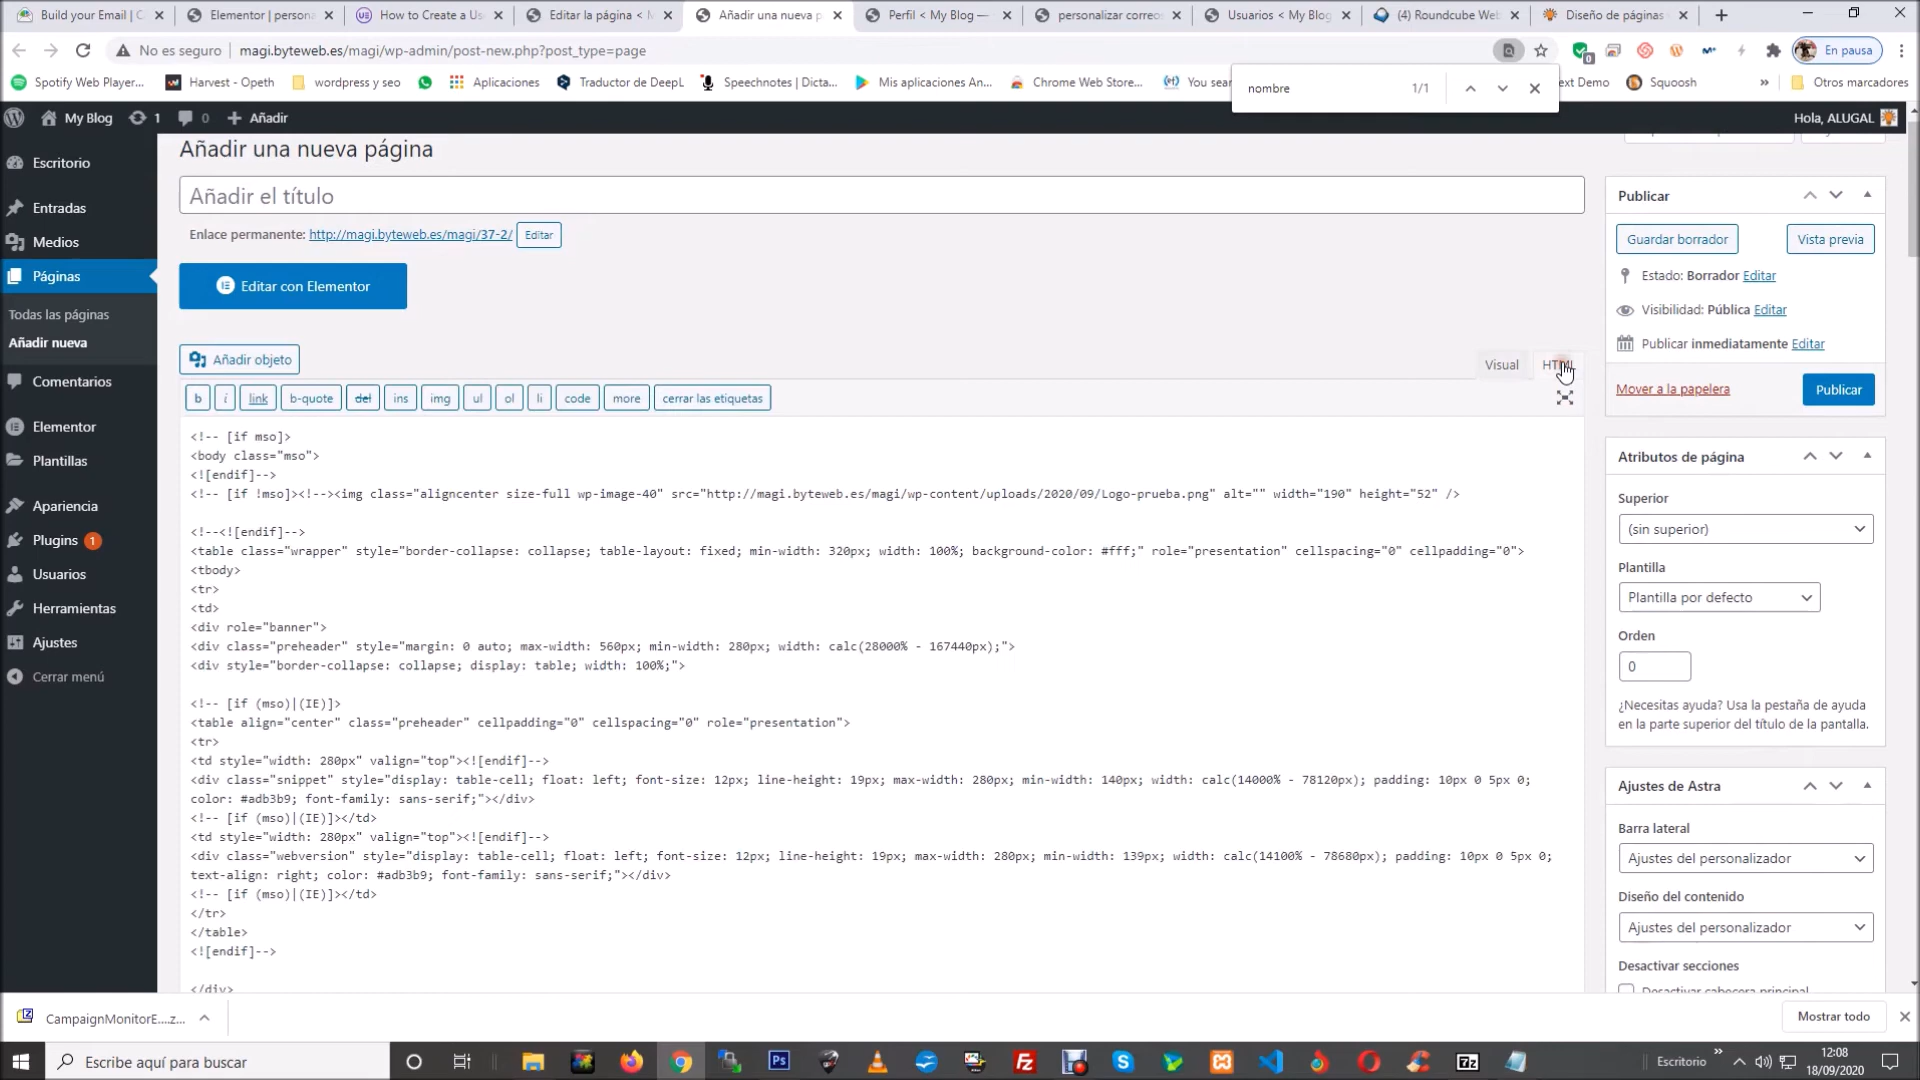 Build your Email | C
Elementor | persona
How to Create a Us
Editar la página < M
Añadir una nueva p
Perfil < My Blog —
personalizar correo
Usuarios < My Blog
(4) Roundcube Web
Diseño de páginas
No es seguro
magi.byteweb.es/magi/wp-admin/post-new.php?post_type=page
En pausa
Spotify Web Player...
Harvest - Opeth
wordpress y seo
Aplicaciones
Traductor de DeepL
Speechnotes | Dicta...
Mis aplicaciones An...
Chrome Web Store...
You sear
ext Demo
Squoosh
»
Otros marcadores
nombre
1/1
My Blog
1
0
Añadir
Hola, ALUGAL
Escritorio
Entradas
Medios
Páginas
Todas las páginas
Añadir nueva
Comentarios
Elementor
Plantillas
Apariencia
Plugins 1
Usuarios
Herramientas
Ajustes
Cerrar menú
Añadir una nueva página
Añadir el título
Enlace permanente: http://magi.byteweb.es/magi/37-2/ Editar
Editar con Elementor
Añadir objeto
Visual
HTML
b i link b-quote del ins img ul ol li code more cerrar las etiquetas
<!-- [if mso]>
<body class="mso">
<![endif]-->
<!-- [if !mso]><!--><img class="aligncenter size-full wp-image-40" src="http://magi.byteweb.es/magi/wp-content/uploads/2020/09/Logo-prueba.png" alt="" width="190" height="52" />
<!--<![endif]-->
<table class="wrapper" style="border-collapse: collapse; table-layout: fixed; min-width: 320px; width: 100%; background-color: #fff;" role="presentation" cellspacing="0" cellpadding="0">
<tbody>
<tr>
<td>
<div role="banner">
<div class="preheader" style="margin: 0 auto; max-width: 560px; min-width: 280px; width: calc(28000% - 167440px);">
<div style="border-collapse: collapse; display: table; width: 100%;">
<!-- [if (mso)|(IE)]>
<table align="center" class="preheader" cellpadding="0" cellspacing="0" role="presentation">
<tr>
<td style="width: 280px" valign="top"><![endif]-->
<div class="snippet" style="display: table-cell; float: left; font-size: 12px; line-height: 19px; max-width: 280px; min-width: 140px; width: calc(14000% - 78120px); padding: 10px 0 5px 0;
color: #adb3b9; font-family: sans-serif;"></div>
<!-- [if (mso)|(IE)]></td>
<td style="width: 280px" valign="top"><![endif]-->
<div class="webversion" style="display: table-cell; float: left; font-size: 12px; line-height: 19px; max-width: 280px; min-width: 139px; width: calc(14100% - 78680px); padding: 10px 0 5px 0;
text-align: right; color: #adb3b9; font-family: sans-serif;"></div>
<!-- [if (mso)|(IE)]></td>
</tr>
</table>
<![endif]-->
</div>
Publicar
Guardar borrador
Vista previa
Estado: Borrador Editar
Visibilidad: Pública Editar
Publicar inmediatamente Editar
Mover a la papelera
Publicar
Atributos de página
Superior
(sin superior)
Plantilla
Plantilla por defecto
Orden
0
¿Necesitas ayuda? Usa la pestaña de ayuda
en la parte superior del título de la pantalla.
Ajustes de Astra
Barra lateral
Ajustes del personalizador
Diseño del contenido
Ajustes del personalizador
Desactivar secciones
Desactivar cabecera principal
CampaignMonitorE....z...
Mostrar todo
Escribe aquí para buscar
Escritorio
»
12:08
18/09/2020